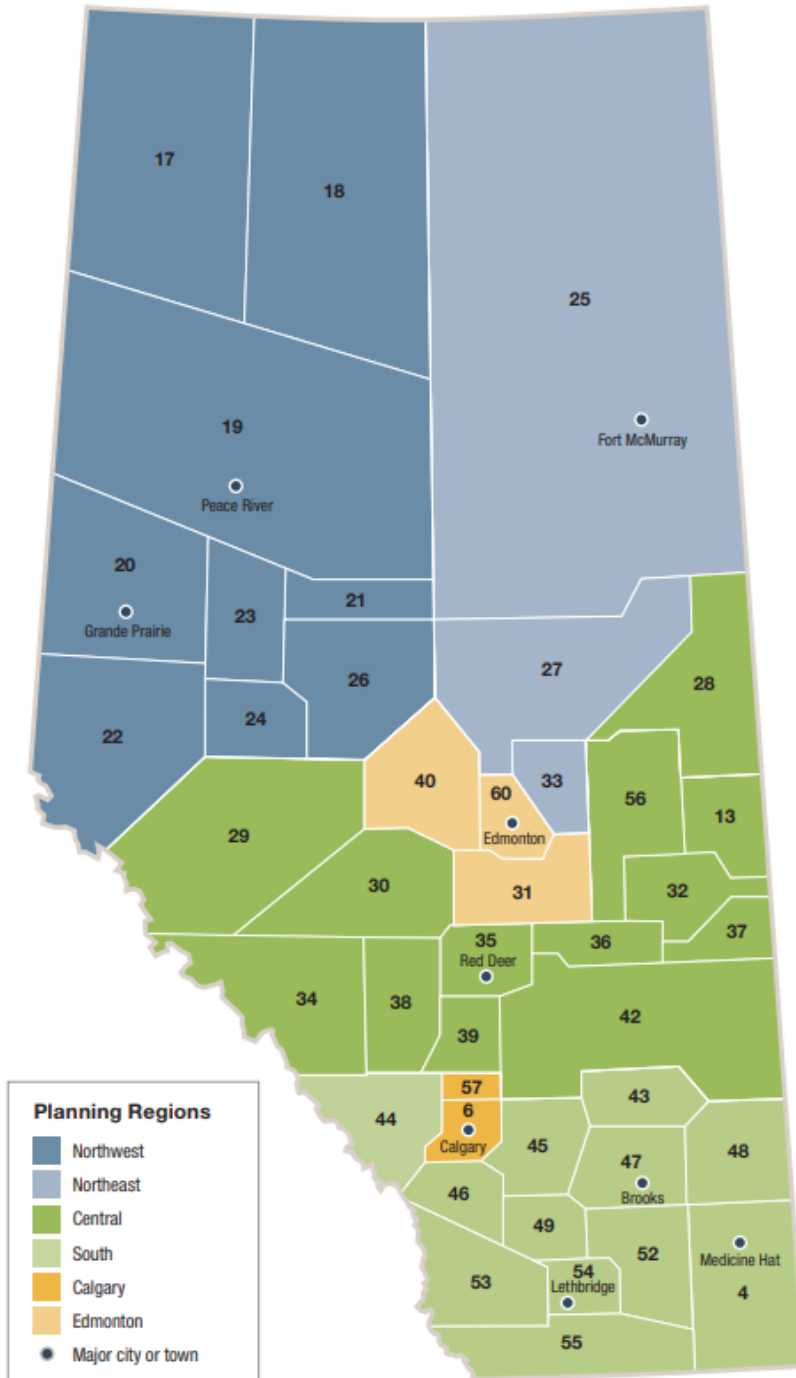 17
18
25
Fort McMurray
19
Peace River
20
Grande Prairie
23
21
26
27
28
22
24
40
60
Edmonton
33
56
13
29
30
31
32
37
34
38
35
Red Deer
36
39
42
57
6
Calgary
44
43
45
47
Brooks
48
46
49
52
Medicine Hat
4
53
54
Lethbridge
55
Planning Regions
Northwest
Northeast
Central
South
Calgary
Edmonton
Major city or town